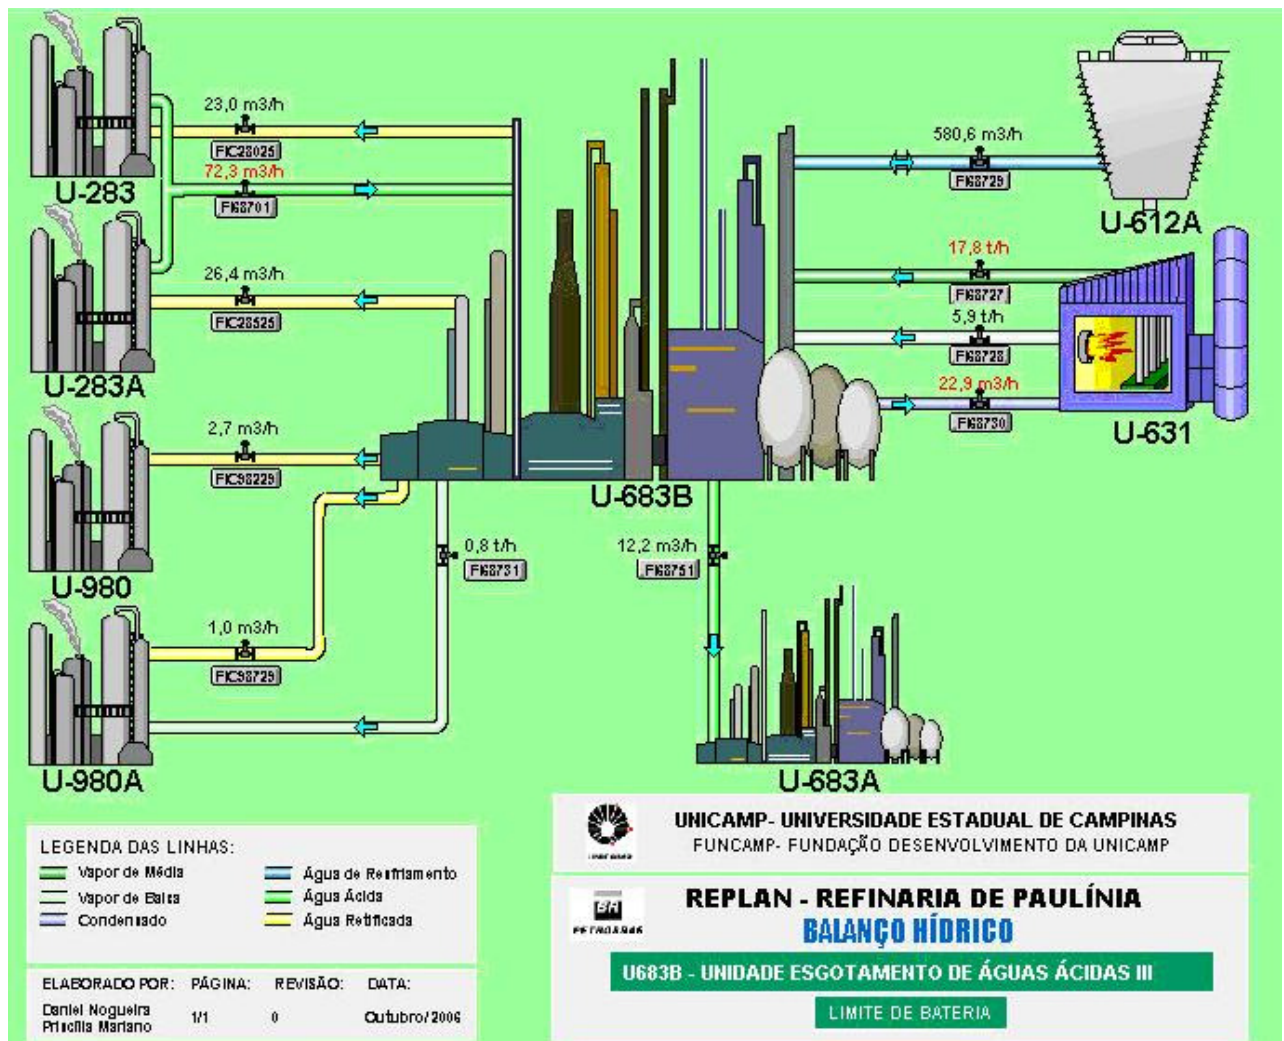 23,0 m3/h
FIC28025
72,3 m3/h
FI68701
U-283
26,4 m3/h
FIC28525
U-283A
2,7 m3/h
FIC98229
U-980
1,0 m3/h
FIC98729
U-980A
580,6 m3/h
FI68729
U-612A
17,8 t/h
FI68727
5,9 t/h
FI68728
22,9 m3/h
FI68730
U-631
U-683B
0,8 t/h
FI68731
12,2 m3/h
FI68751
U-683A
LEGENDA DAS LINHAS:
Vapor de Média
Vapor de Baixa
Condensado
Água de Resfriamento
Água Ácida
Água Retificada
ELABORADO POR: PÁGINA: REVISÃO: DATA:
Daniel Nogueira
Priscilla Mariano
1/1 0 Outubro/2006
UNICAMP
UNICAMP- UNIVERSIDADE ESTADUAL DE CAMPINAS
FUNCAMP- FUNDAÇÃO DESENVOLVIMENTO DA UNICAMP
BR
PETROBRAS
REPLAN - REFINARIA DE PAULÍNIA
BALANÇO HÍDRICO
U683B - UNIDADE ESGOTAMENTO DE ÁGUAS ÁCIDAS III
LIMITE DE BATERIA